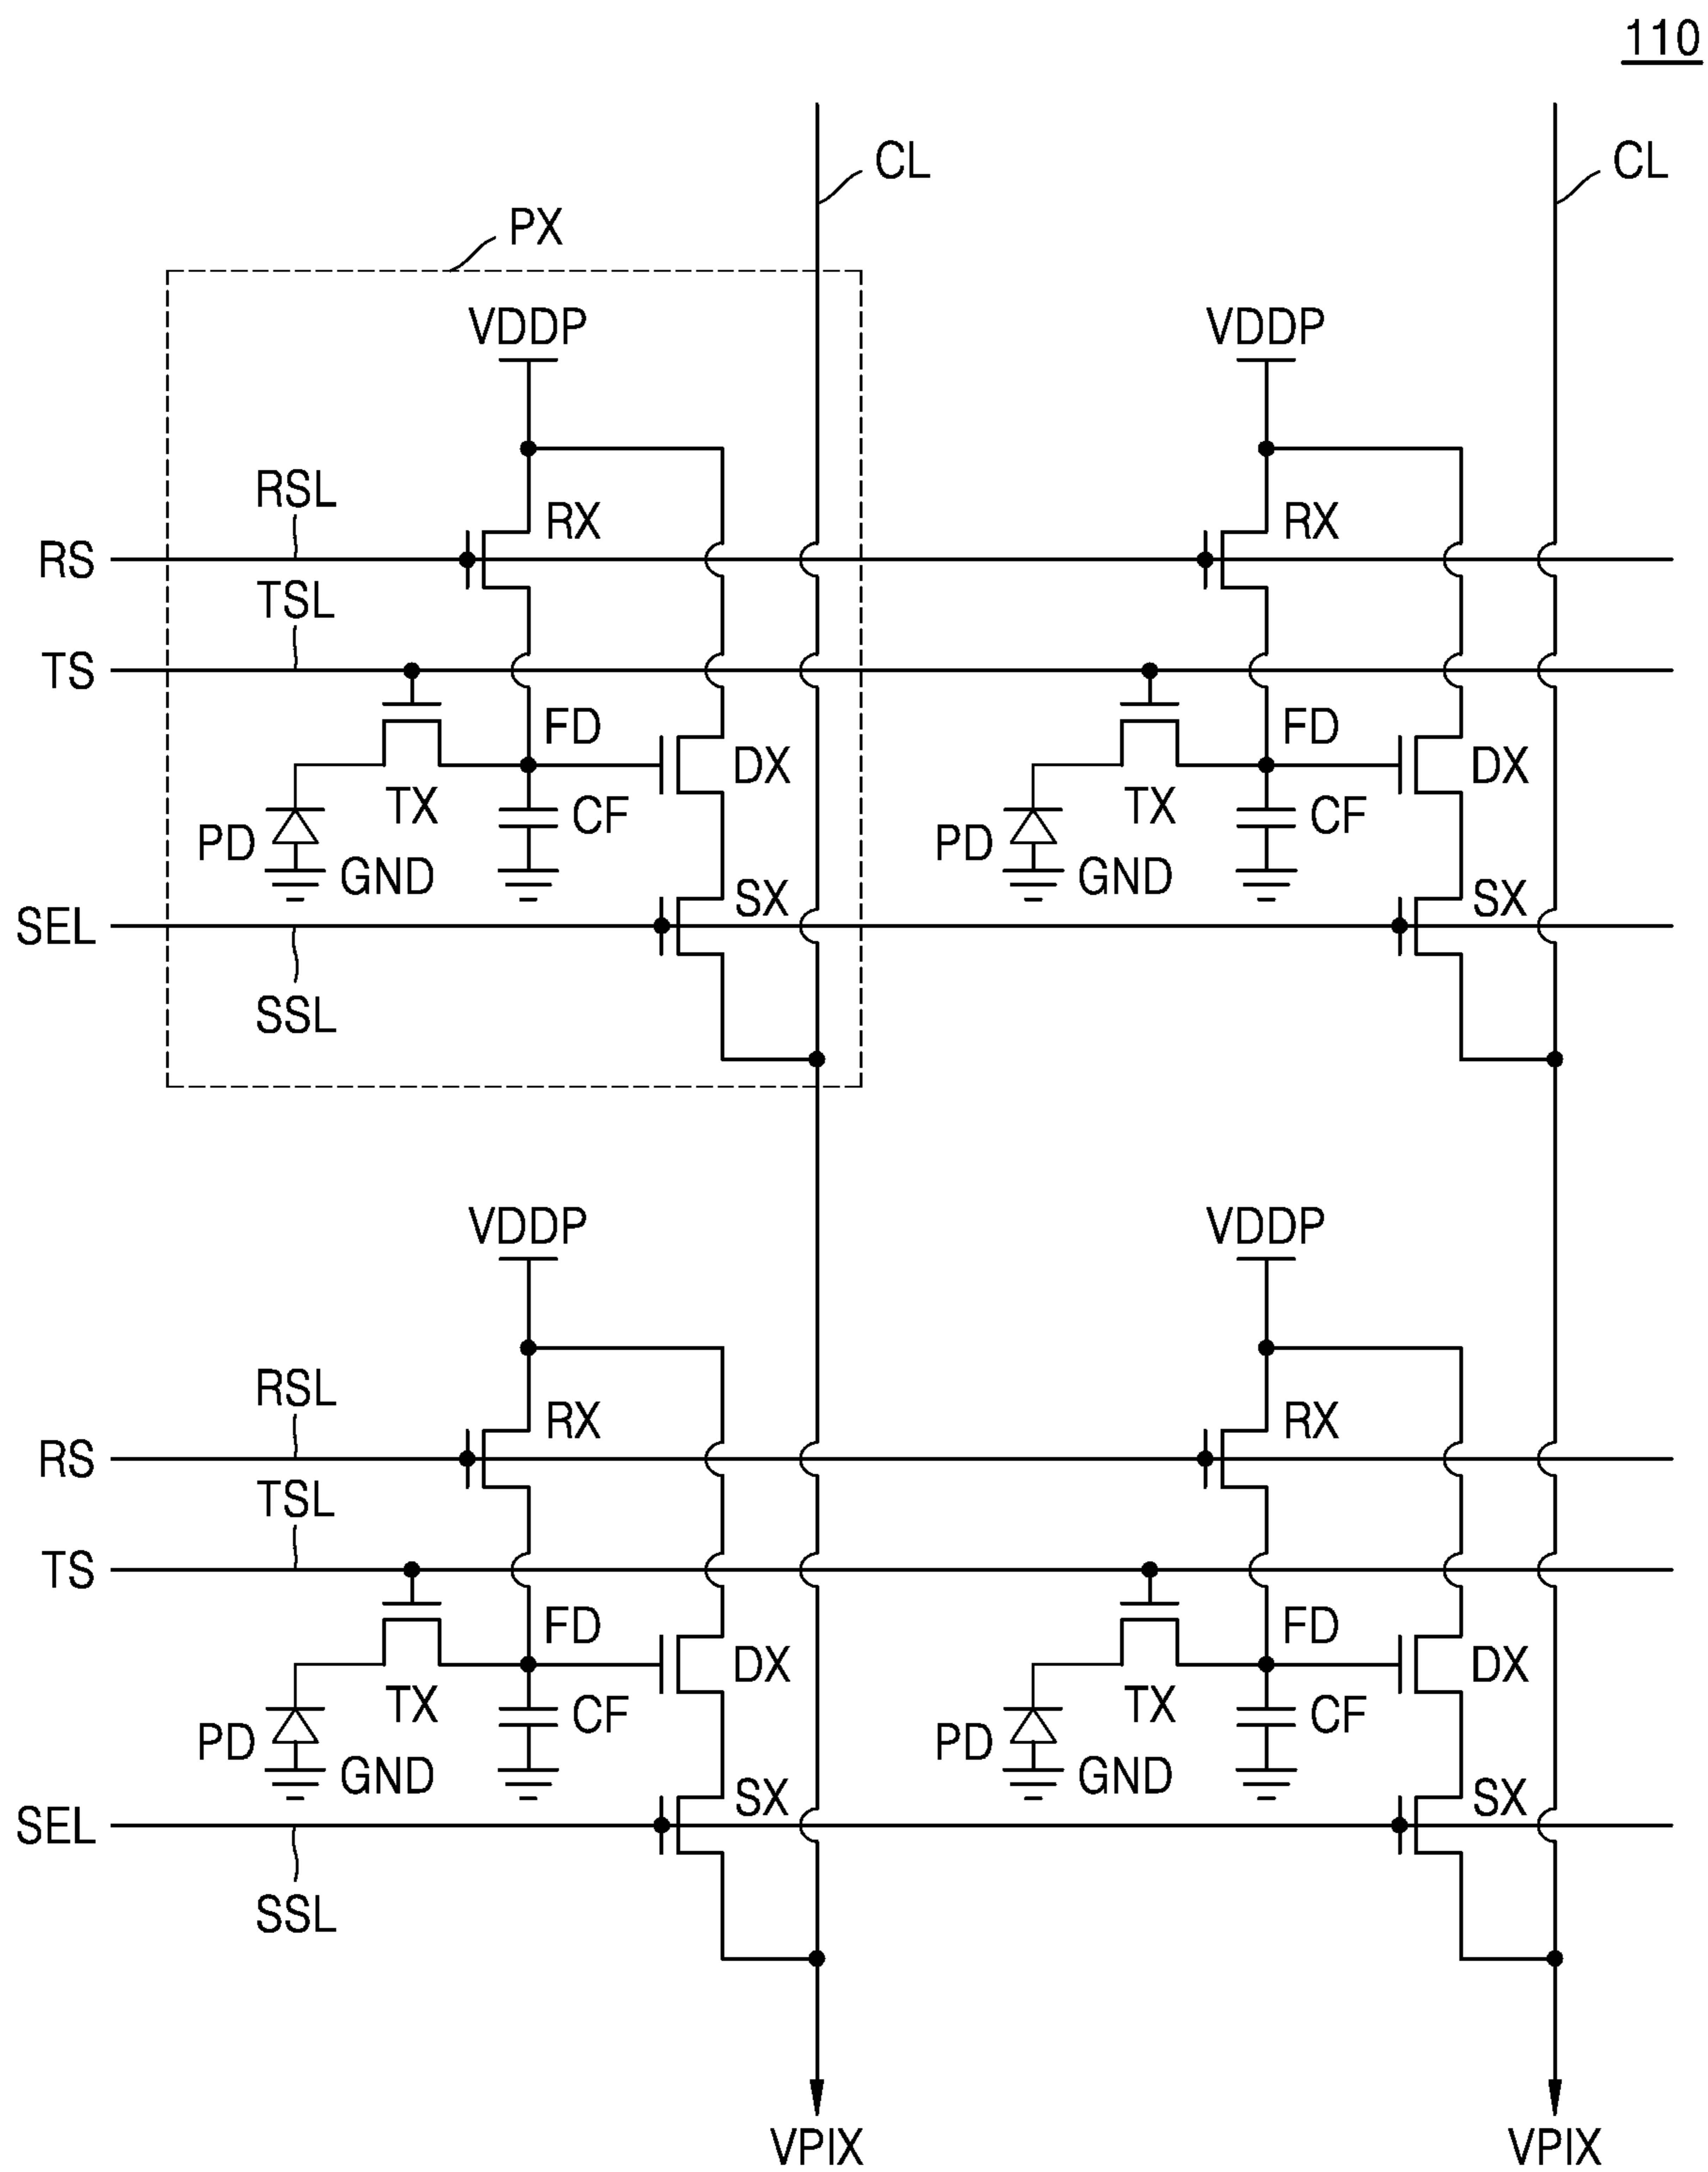 110
CL CL
PX
VDDP VDDP
RSL RX RX
RS
TSL
TS
FD FD
DX DX
TX CF TX CF
PD GND PD GND
SX SX
SEL
SSL
VDDP VDDP
RSL RX RX
RS
TSL
TS
FD FD
DX DX
TX CF TX CF
PD GND PD GND
SX SX
SEL
SSL
VPIX VPIX